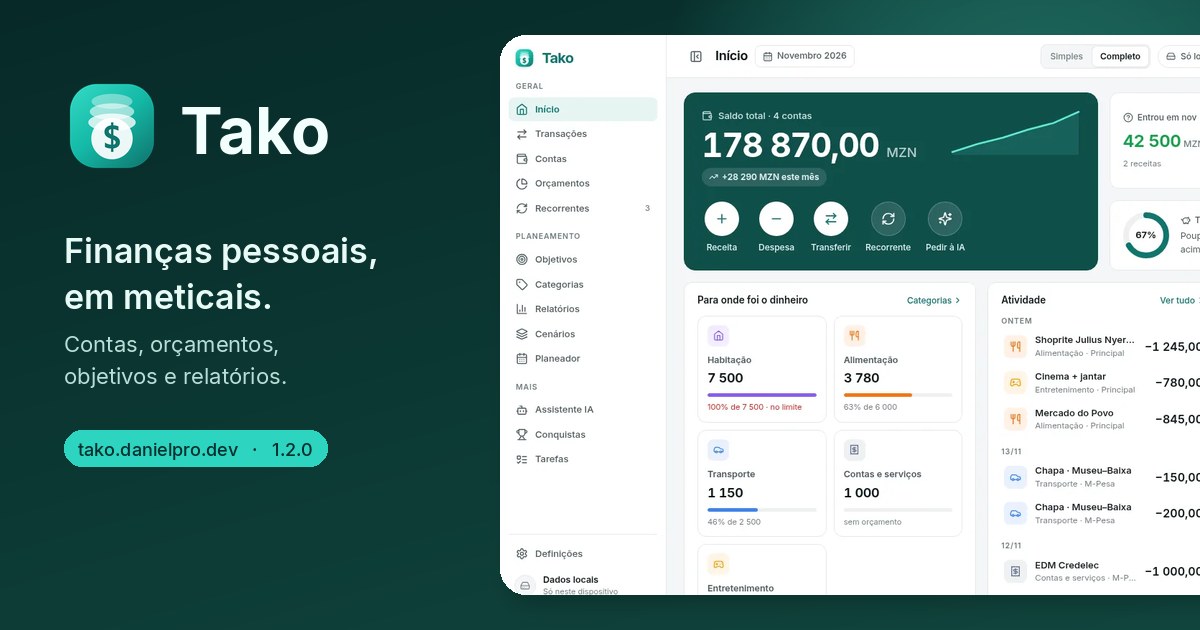 $
Tako
Finanças pessoais,
em meticais.
Contas, orçamentos,
objetivos e relatórios.
tako.danielpro.dev · 1.2.0
$
Tako
GERAL
Início
Transações
Contas
Orçamentos
Recorrentes 3
PLANEAMENTO
Objetivos
Categorias
Relatórios
Cenários
Planeador
MAIS
Assistente IA
Conquistas
Tarefas
Definições
Dados locais
Só neste dispositivo
Início Novembro 2026 Simples Completo Só lo
Saldo total · 4 contas
178 870,00 MZN
+28 290 MZN este mês
Receita Despesa Transferir Recorrente Pedir à IA
Entrou em nov
42 500 MZN
2 receitas
67%
T
Poup
acim
Para onde foi o dinheiro Categorias
Habitação
7 500
100% de 7 500 · no limite
Alimentação
3 780
63% de 6 000
Transporte
1 150
46% de 2 500
Contas e serviços
1 000
sem orçamento
Entretenimento
Atividade Ver tudo
ONTEM
Shoprite Julius Nyer... −1 245,00
Alimentação · Principal
Cinema + jantar −780,00
Entretenimento · Principal
Mercado do Povo −845,00
Alimentação · Principal
13/11
Chapa · Museu–Baixa −150,00
Transporte · M-Pesa
Chapa · Museu–Baixa −200,00
Transporte · M-Pesa
12/11
EDM Credelec −1 000,00
Contas e serviços · M-P...